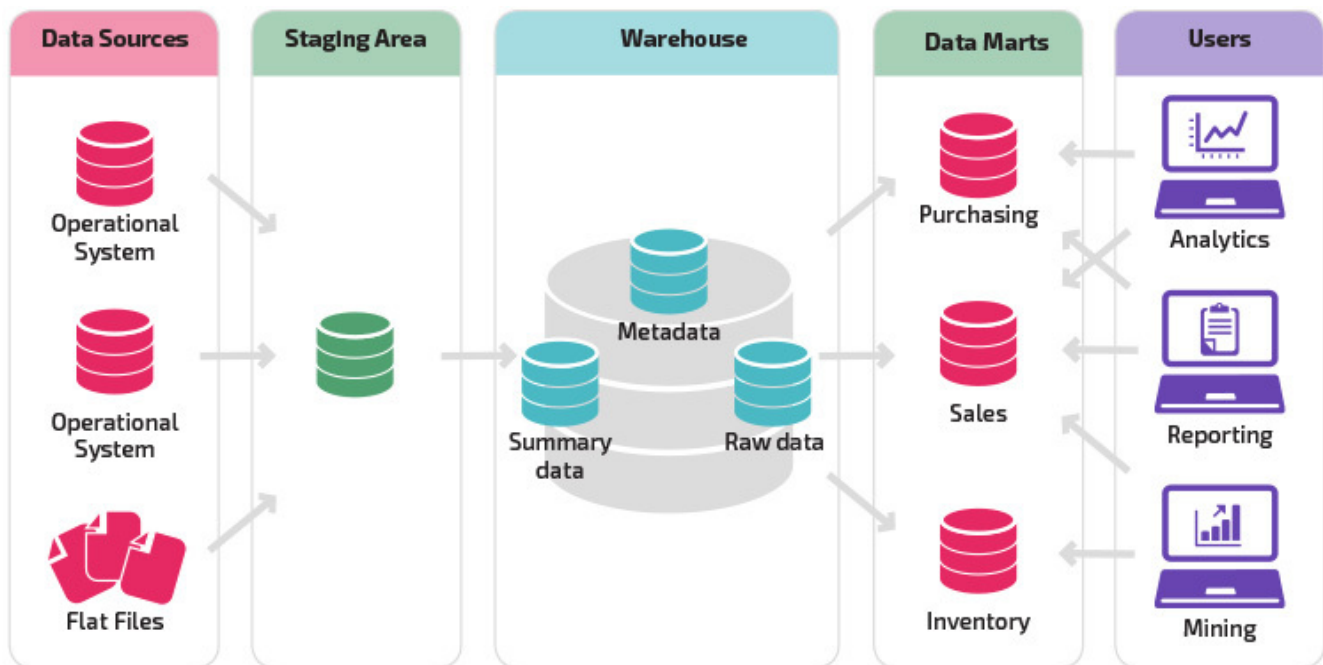 Data Sources
Staging Area
Warehouse
Data Marts
Users
Operational
System
Operational
System
Flat Files
Metadata
Summary
data
Raw data
Purchasing
Sales
Inventory
Analytics
Reporting
Mining